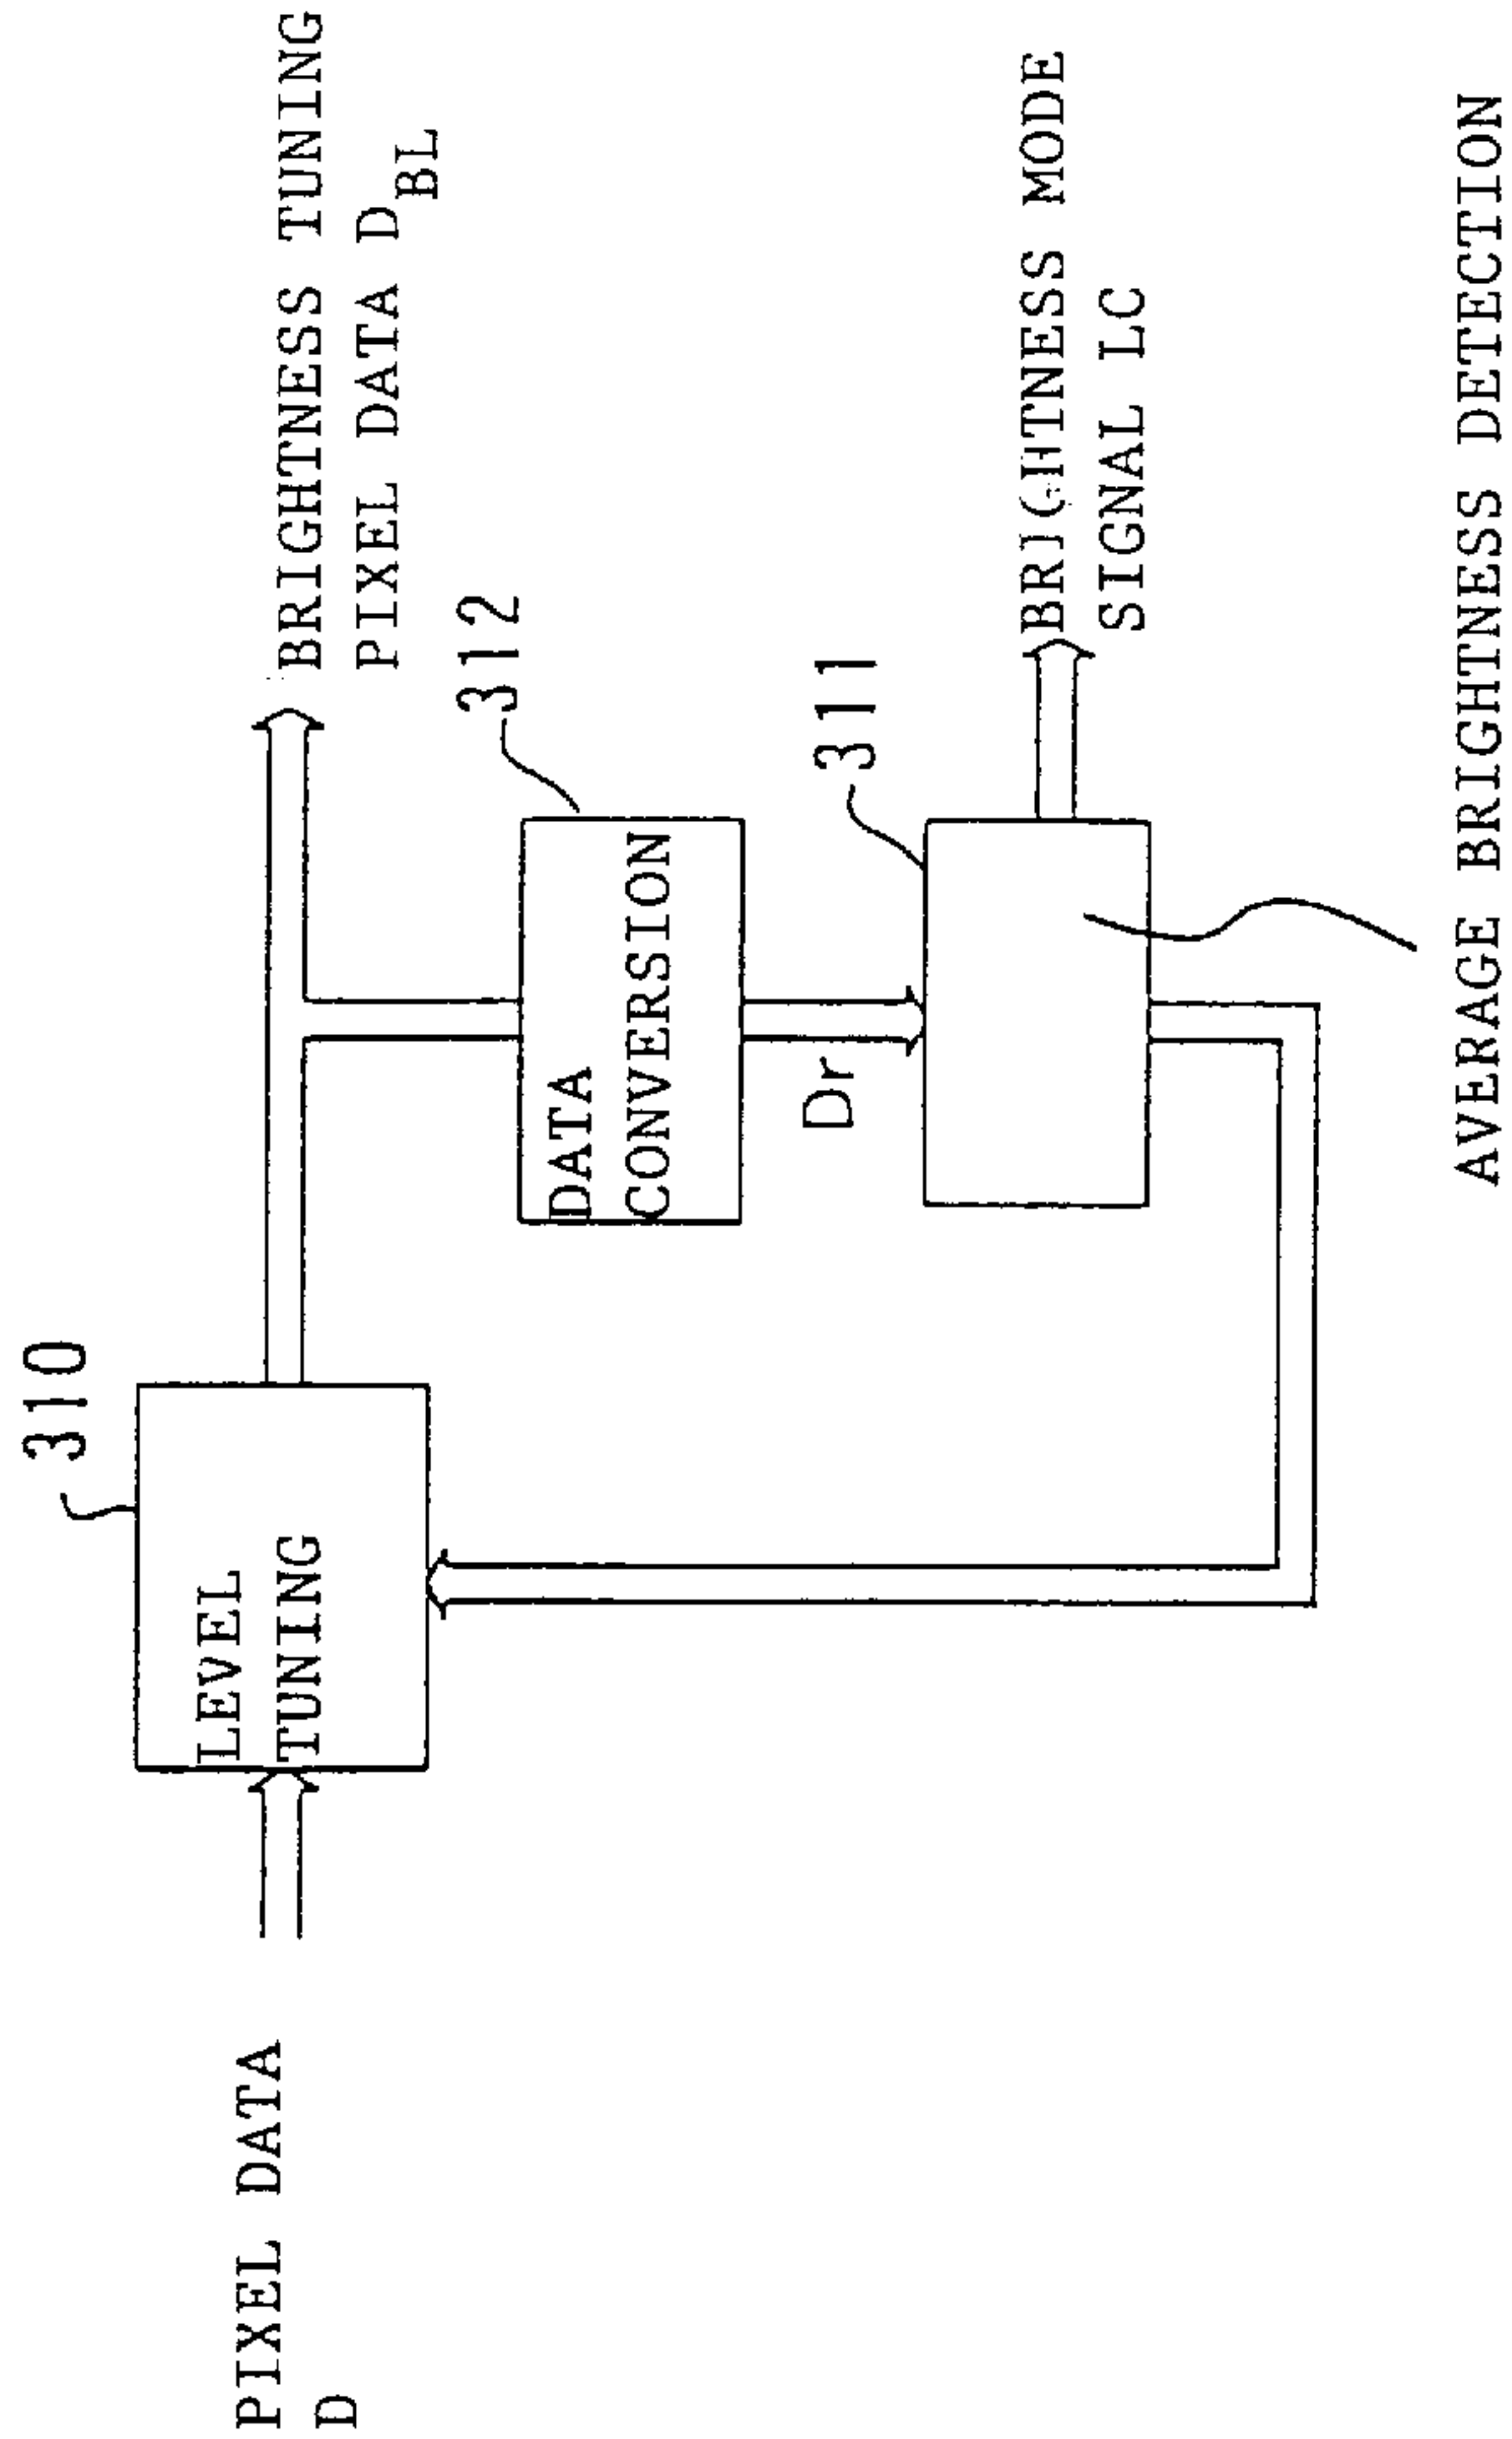 310
LEVEL
TUNING
PIXEL DATA
D
BRIGHTNESS TUNING
PIXEL DATA D_BL
312
DATA
CONVERSION
Dr
311
BRIGHTNESS MODE
SIGNAL LC
AVERAGE BRIGHTNESS DETECTION